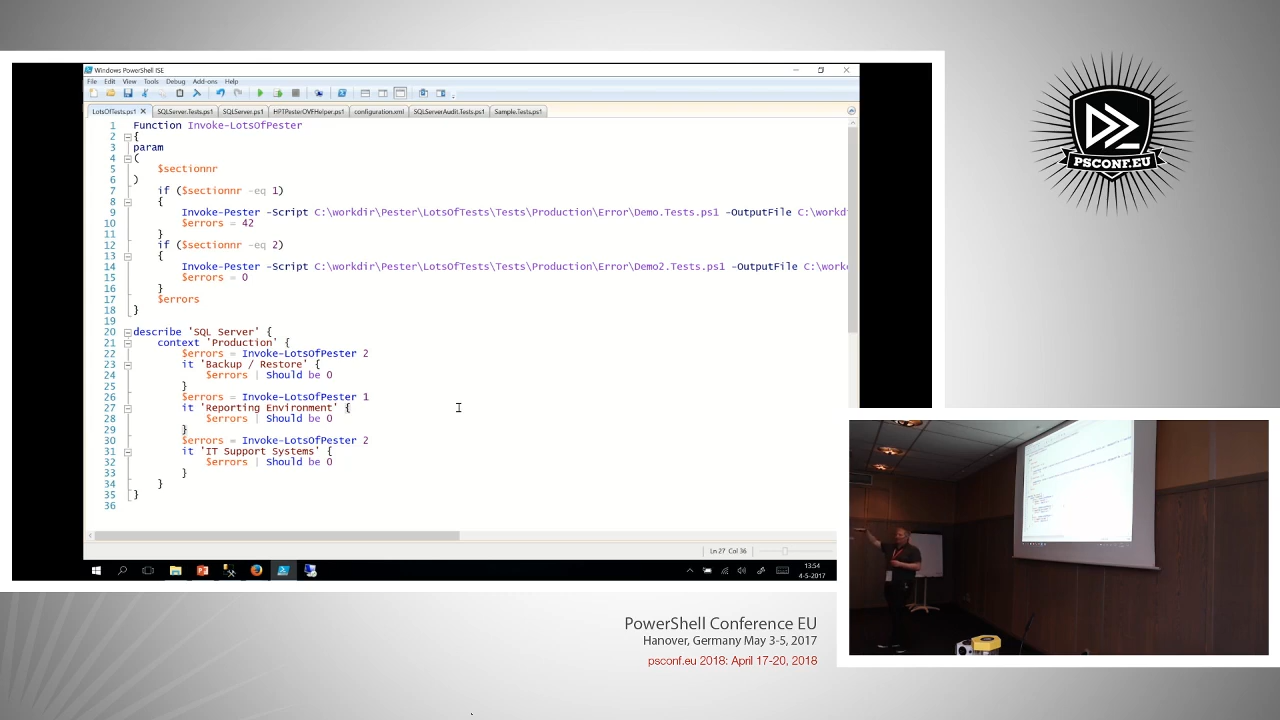 Windows PowerShell ISE
File Edit View Tools Debug Add-ons Help
LotsOfTests.ps1 SQLServer.Tests.ps1 SQLServer.ps1 HPTPesterOVFHelper.ps1 configuration.xml SQLServerAudit.Tests.ps1 Sample.Tests.ps1
1 Function Invoke-LotsOfPester
2 {
3 param
4 (
5 $sectionnr
6 )
7 if ($sectionnr -eq 1)
8 {
9 Invoke-Pester -Script C:\workdir\Pester\LotsOfTests\Tests\Production\Error\Demo.Tests.ps1 -OutputFile C:\workd
10 $errors = 42
11 }
12 if ($sectionnr -eq 2)
13 {
14 Invoke-Pester -Script C:\workdir\Pester\LotsOfTests\Tests\Production\Error\Demo2.Tests.ps1 -OutputFile C:\work
15 $errors = 0
16 }
17 $errors
18 }
19
20 describe 'SQL Server' {
21 context 'Production' {
22 $errors = Invoke-LotsOfPester 2
23 it 'Backup / Restore' {
24 $errors | Should be 0
25 }
26 $errors = Invoke-LotsOfPester 1
27 it 'Reporting Environment' {
28 $errors | Should be 0
29 }
30 $errors = Invoke-LotsOfPester 2
31 it 'IT Support Systems' {
32 $errors | Should be 0
33 }
34 }
35 }
36
Ln 27 Col 36
13:54
4-5-2017
PSCONF.EU
PowerShell Conference EU
Hanover, Germany May 3-5, 2017
psconf.eu 2018: April 17-20, 2018